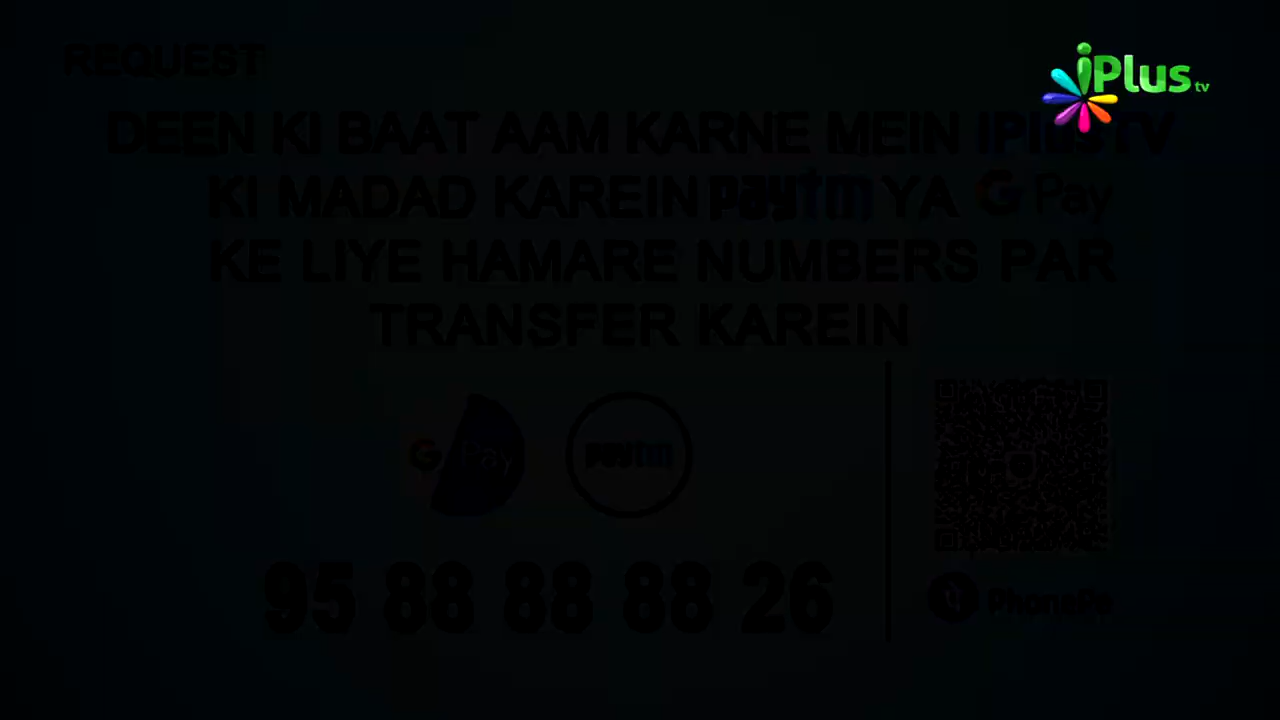 iPlus tv
REQUEST
DEEN KI BAAT AAM KARNE MEIN IPlusTV
KI MADAD KAREIN Paytm YA G Pay
KE LIYE HAMARE NUMBERS PAR
TRANSFER KAREIN
G Pay Paytm
95 88 88 88 26
PhonePe